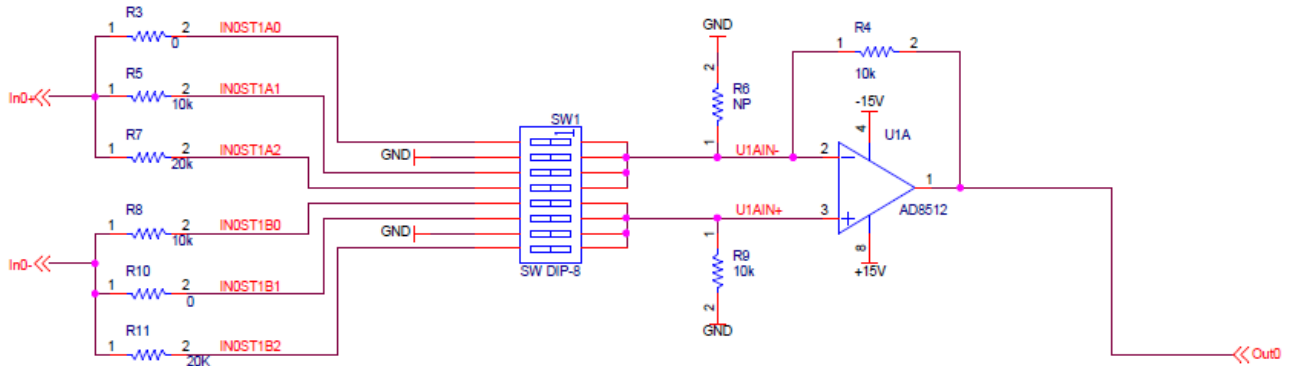 In0+
R3
1 2
0
IN0ST1A0
R5
1 2
10k
IN0ST1A1
R7
1 2
20k
IN0ST1A2
In0-
R8
1 2
10k
IN0ST1B0
R10
1 2
0
IN0ST1B1
R11
1 2
20K
IN0ST1B2
GND
GND
SW1
1
SW DIP-8
GND
2
R6
NP
1
U1AIN-
U1AIN+
1
R9
10k
2
GND
R4
1 2
10k
-15V
4
U1A
2
3
1
AD8512
8
+15V
Out0